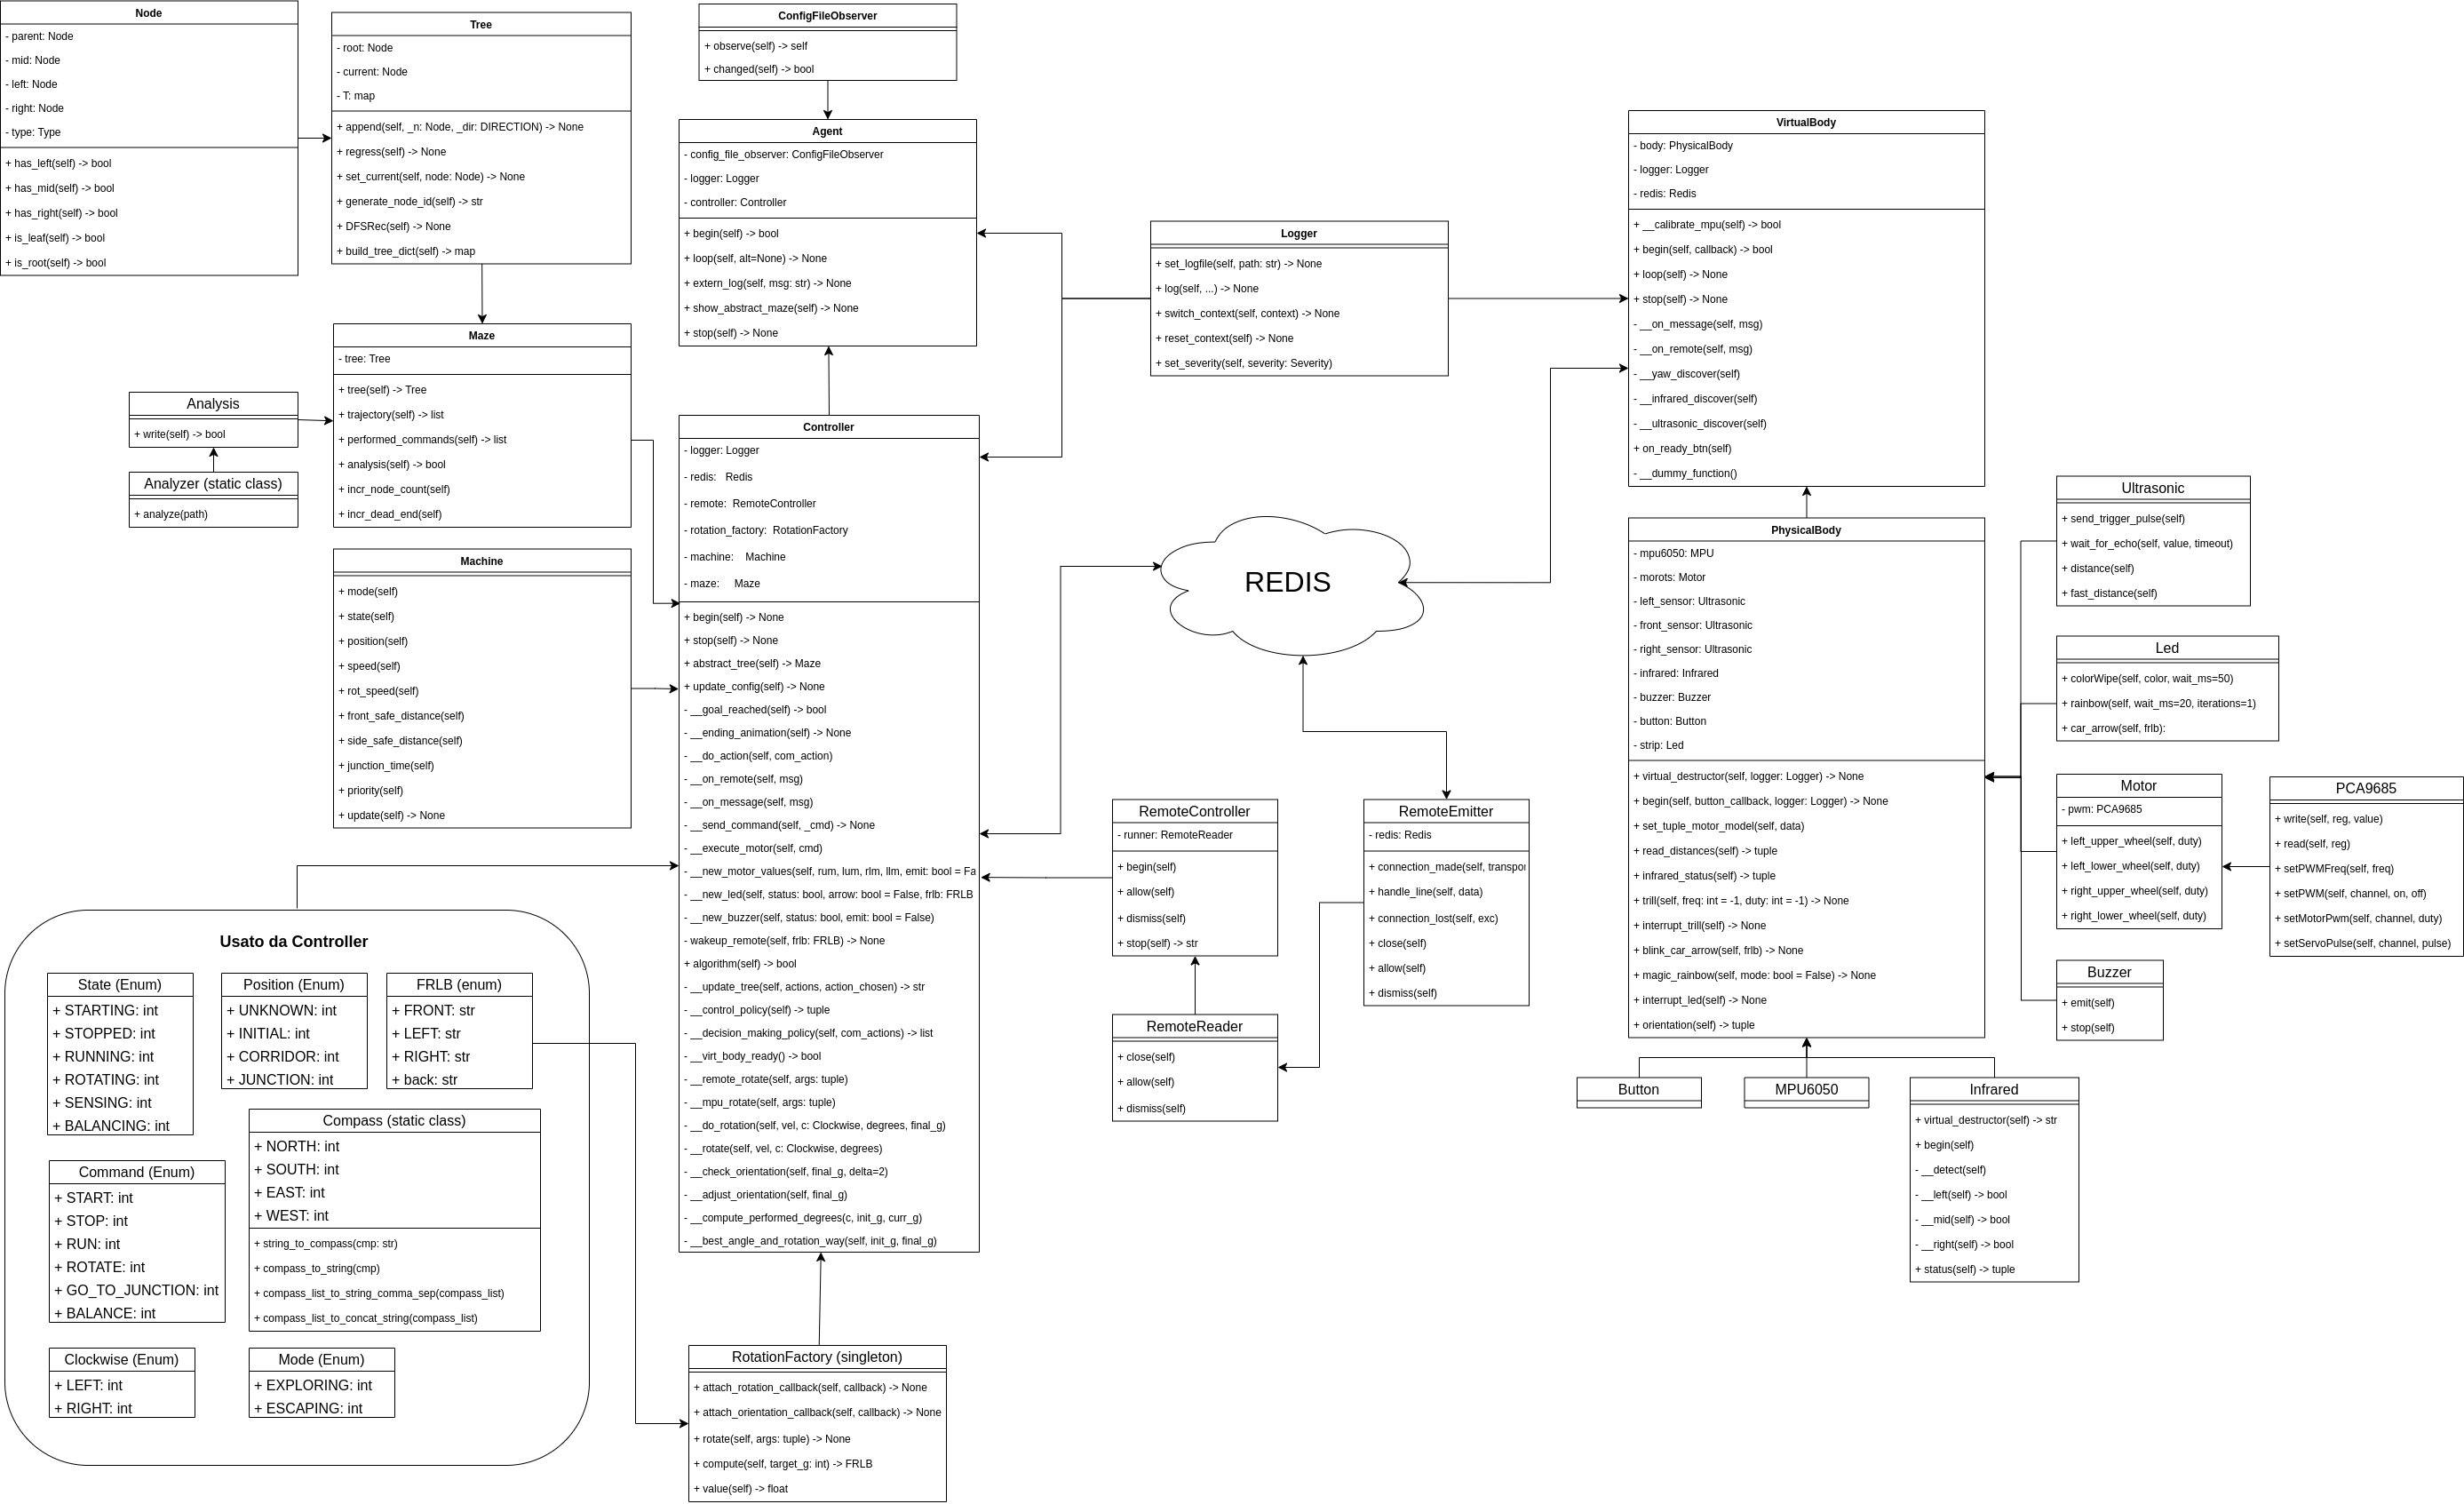 Node
- parent: Node
- mid: Node
- left: Node
- right: Node
- type: Type
+ has_left(self) -> bool
+ has_mid(self) -> bool
+ has_right(self) -> bool
+ is_leaf(self) -> bool
+ is_root(self) -> bool
Tree
- root: Node
- current: Node
- T: map
+ append(self, _n: Node, _dir: DIRECTION) -> None
+ regress(self) -> None
+ set_current(self, node: Node) -> None
+ generate_node_id(self) -> str
+ DFSRec(self) -> None
+ build_tree_dict(self) -> map
ConfigFileObserver
+ observe(self) -> self
+ changed(self) -> bool
Agent
- config_file_observer: ConfigFileObserver
- logger: Logger
- controller: Controller
+ begin(self) -> bool
+ loop(self, alt=None) -> None
+ extern_log(self, msg: str) -> None
+ show_abstract_maze(self) -> None
+ stop(self) -> None
Logger
+ set_logfile(self, path: str) -> None
+ log(self, ...) -> None
+ switch_context(self, context) -> None
+ reset_context(self) -> None
+ set_severity(self, severity: Severity)
VirtualBody
- body: PhysicalBody
- logger: Logger
- redis: Redis
+ __calibrate_mpu(self) -> bool
+ begin(self, callback) -> bool
+ loop(self) -> None
+ stop(self) -> None
- __on_message(self, msg)
- __on_remote(self, msg)
- __yaw_discover(self)
- __infrared_discover(self)
- __ultrasonic_discover(self)
+ on_ready_btn(self)
- __dummy_function()
Maze
- tree: Tree
+ tree(self) -> Tree
+ trajectory(self) -> list
+ performed_commands(self) -> list
+ analysis(self) -> bool
+ incr_node_count(self)
+ incr_dead_end(self)
Analysis
+ write(self) -> bool
Analyzer (static class)
+ analyze(path)
Machine
+ mode(self)
+ state(self)
+ position(self)
+ speed(self)
+ rot_speed(self)
+ front_safe_distance(self)
+ side_safe_distance(self)
+ junction_time(self)
+ priority(self)
+ update(self) -> None
Controller
- logger: Logger
- redis: Redis
- remote: RemoteController
- rotation_factory: RotationFactory
- machine: Machine
- maze: Maze
+ begin(self) -> None
+ stop(self) -> None
+ abstract_tree(self) -> Maze
+ update_config(self) -> None
- __goal_reached(self) -> bool
- __ending_animation(self) -> None
- __do_action(self, com_action)
- __on_remote(self, msg)
- __on_message(self, msg)
- __send_command(self, _cmd) -> None
- __execute_motor(self, cmd)
- __new_motor_values(self, rum, lum, rlm, llm, emit: bool = Fa
- __new_led(self, status: bool, arrow: bool = False, frlb: FRLB
- __new_buzzer(self, status: bool, emit: bool = False)
- wakeup_remote(self, frlb: FRLB) -> None
+ algorithm(self) -> bool
- __update_tree(self, actions, action_chosen) -> str
- __control_policy(self) -> tuple
- __decision_making_policy(self, com_actions) -> list
- __virt_body_ready() -> bool
- __remote_rotate(self, args: tuple)
- __mpu_rotate(self, args: tuple)
- __do_rotation(self, vel, c: Clockwise, degrees, final_g)
- __rotate(self, vel, c: Clockwise, degrees)
- __check_orientation(self, final_g, delta=2)
- __adjust_orientation(self, final_g)
- __compute_performed_degrees(c, init_g, curr_g)
- __best_angle_and_rotation_way(self, init_g, final_g)
REDIS
RemoteController
- runner: RemoteReader
+ begin(self)
+ allow(self)
+ dismiss(self)
+ stop(self) -> str
RemoteEmitter
- redis: Redis
+ connection_made(self, transpor
+ handle_line(self, data)
+ connection_lost(self, exc)
+ close(self)
+ allow(self)
+ dismiss(self)
RemoteReader
+ close(self)
+ allow(self)
+ dismiss(self)
PhysicalBody
- mpu6050: MPU
- morots: Motor
- left_sensor: Ultrasonic
- front_sensor: Ultrasonic
- right_sensor: Ultrasonic
- infrared: Infrared
- buzzer: Buzzer
- button: Button
- strip: Led
+ virtual_destructor(self, logger: Logger) -> None
+ begin(self, button_callback, logger: Logger) -> None
+ set_tuple_motor_model(self, data)
+ read_distances(self) -> tuple
+ infrared_status(self) -> tuple
+ trill(self, freq: int = -1, duty: int = -1) -> None
+ interrupt_trill(self) -> None
+ blink_car_arrow(self, frlb) -> None
+ magic_rainbow(self, mode: bool = False) -> None
+ interrupt_led(self) -> None
+ orientation(self) -> tuple
Ultrasonic
+ send_trigger_pulse(self)
+ wait_for_echo(self, value, timeout)
+ distance(self)
+ fast_distance(self)
Led
+ colorWipe(self, color, wait_ms=50)
+ rainbow(self, wait_ms=20, iterations=1)
+ car_arrow(self, frlb):
Motor
- pwm: PCA9685
+ left_upper_wheel(self, duty)
+ left_lower_wheel(self, duty)
+ right_upper_wheel(self, duty)
+ right_lower_wheel(self, duty)
PCA9685
+ write(self, reg, value)
+ read(self, reg)
+ setPWMFreq(self, freq)
+ setPWM(self, channel, on, off)
+ setMotorPwm(self, channel, duty)
+ setServoPulse(self, channel, pulse)
Buzzer
+ emit(self)
+ stop(self)
Button
MPU6050
Infrared
+ virtual_destructor(self) -> str
+ begin(self)
- __detect(self)
- __left(self) -> bool
- __mid(self) -> bool
- __right(self) -> bool
+ status(self) -> tuple
Usato da Controller
State (Enum)
+ STARTING: int
+ STOPPED: int
+ RUNNING: int
+ ROTATING: int
+ SENSING: int
+ BALANCING: int
Position (Enum)
+ UNKNOWN: int
+ INITIAL: int
+ CORRIDOR: int
+ JUNCTION: int
FRLB (enum)
+ FRONT: str
+ LEFT: str
+ RIGHT: str
+ back: str
Compass (static class)
+ NORTH: int
+ SOUTH: int
+ EAST: int
+ WEST: int
+ string_to_compass(cmp: str)
+ compass_to_string(cmp)
+ compass_list_to_string_comma_sep(compass_list)
+ compass_list_to_concat_string(compass_list)
Command (Enum)
+ START: int
+ STOP: int
+ RUN: int
+ ROTATE: int
+ GO_TO_JUNCTION: int
+ BALANCE: int
Clockwise (Enum)
+ LEFT: int
+ RIGHT: int
Mode (Enum)
+ EXPLORING: int
+ ESCAPING: int
RotationFactory (singleton)
+ attach_rotation_callback(self, callback) -> None
+ attach_orientation_callback(self, callback) -> None
+ rotate(self, args: tuple) -> None
+ compute(self, target_g: int) -> FRLB
+ value(self) -> float